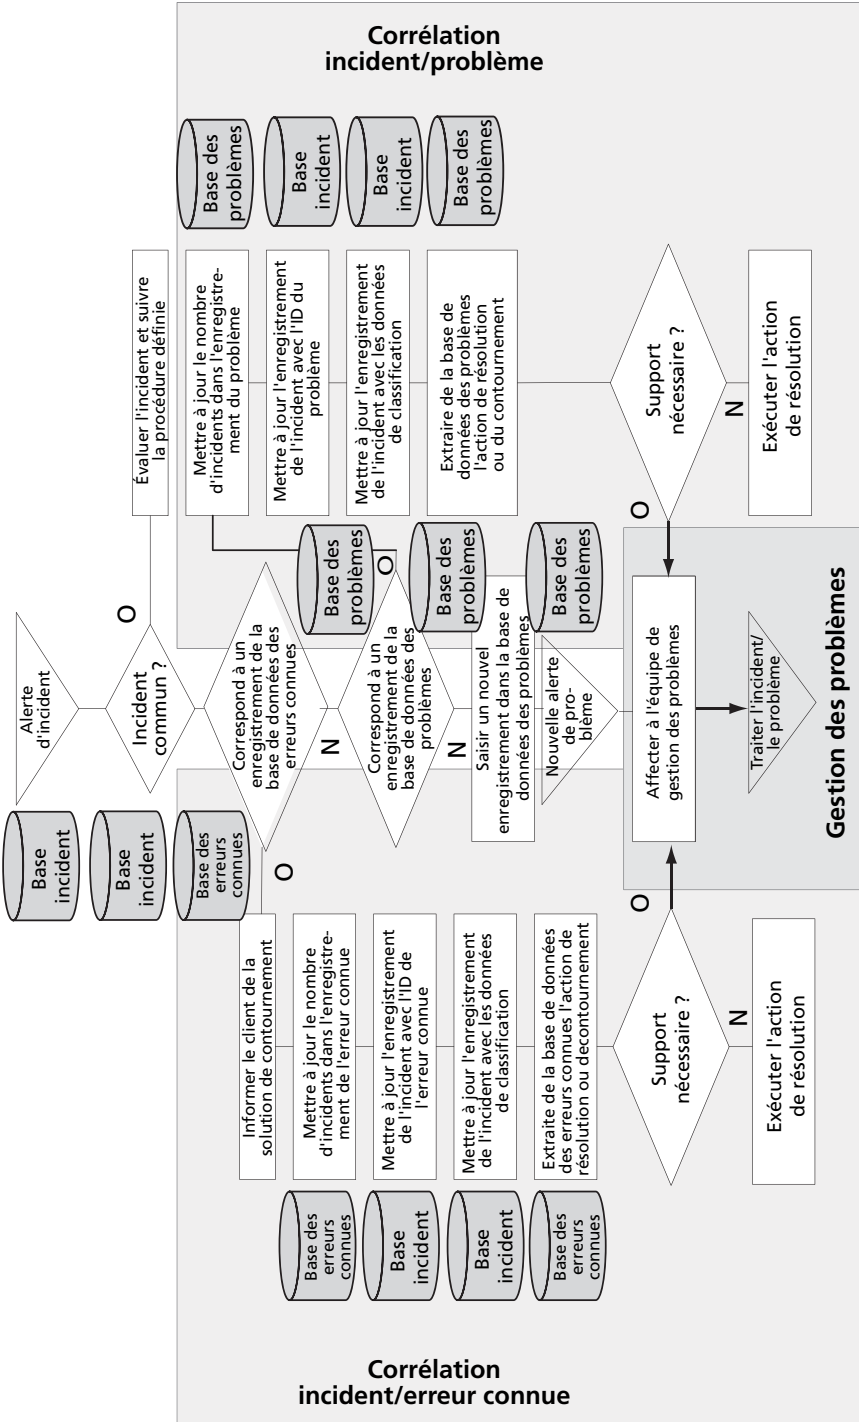 Alerte
d'incident
Incident
commun ?
O
Évaluer l'incident et suivre
la procédure définie
Base
incident
Base
incident
Base des
erreurs
connues
Correspond à un
enregistrement de la
base de données des
erreurs connues
O
N
Correspond à un
enregistrement de la
base de données des
problèmes
O
N
Base des
problèmes
Saisir un nouvel
enregistrement dans la base de
données des problèmes
Base des
problèmes
Nouvelle alerte
de pro-
blème
Base des
problèmes
Corrélation
incident/erreur connue
Informer le client de la
solution de contournement
Mettre à jour le nombre
d'incidents dans l'enregistre-
ment de l'erreur connue
Base des
erreurs
connues
Mettre à jour l'enregistrement
de l'incident avec l'ID de
l'erreur connue
Base
incident
Mettre à jour l'enregistrement
de l'incident avec les données
de classification
Base
incident
Extraite de la base de données
des erreurs connues l'action de
résolution ou decontournement
Base des
erreurs
connues
Support
nécessaire ?
O
N
Exécuter l'action
de résolution
Corrélation
incident/problème
Mettre à jour le nombre
d'incidents dans l'enregistre-
ment du problème
Base des
problèmes
Mettre à jour l'enregistrement
de l'incident avec l'ID du
problème
Base
incident
Mettre à jour l'enregistrement
de l'incident avec les données
de classification
Base
incident
Extraire de la base de
données des problèmes
l'action de résolution
ou du contournement
Base des
problèmes
Support
nécessaire ?
O
N
Exécuter l'action
de résolution
Affecter à l'équipe de
gestion des problèmes
Traiter l'incident/
le problème
Gestion des problèmes